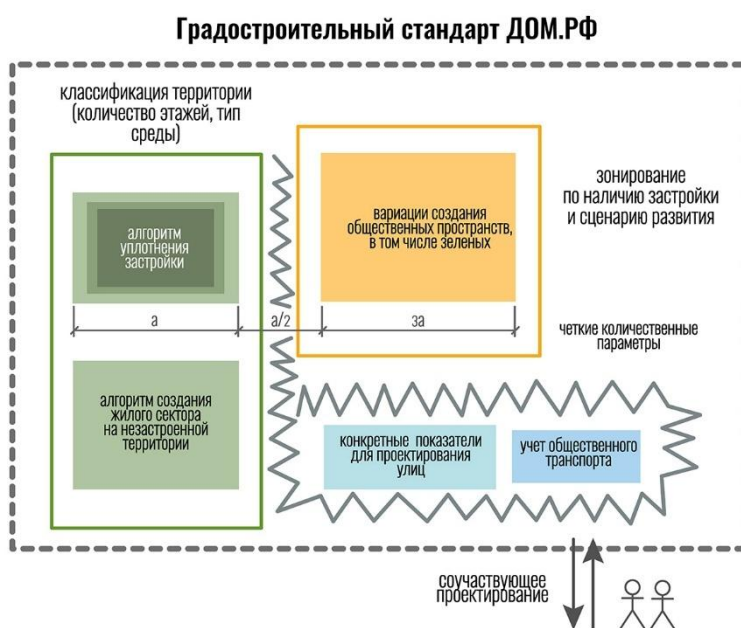 Градостроительный стандарт ДОМ.РФ
классификация территории
(количество этажей, тип
среды)
алгоритм
уплотнения
застройки
вариации создания
общественных пространств,
в том числе зеленых
зонирование
по наличию застройки
и сценарию развития
a
a/2
3a
четкие количественные
параметры
алгоритм создания
жилого сектора
на незастроенной
территории
конкретные показатели
для проектирования
улиц
учет общественного
транспорта
соучаствующее
проектирование